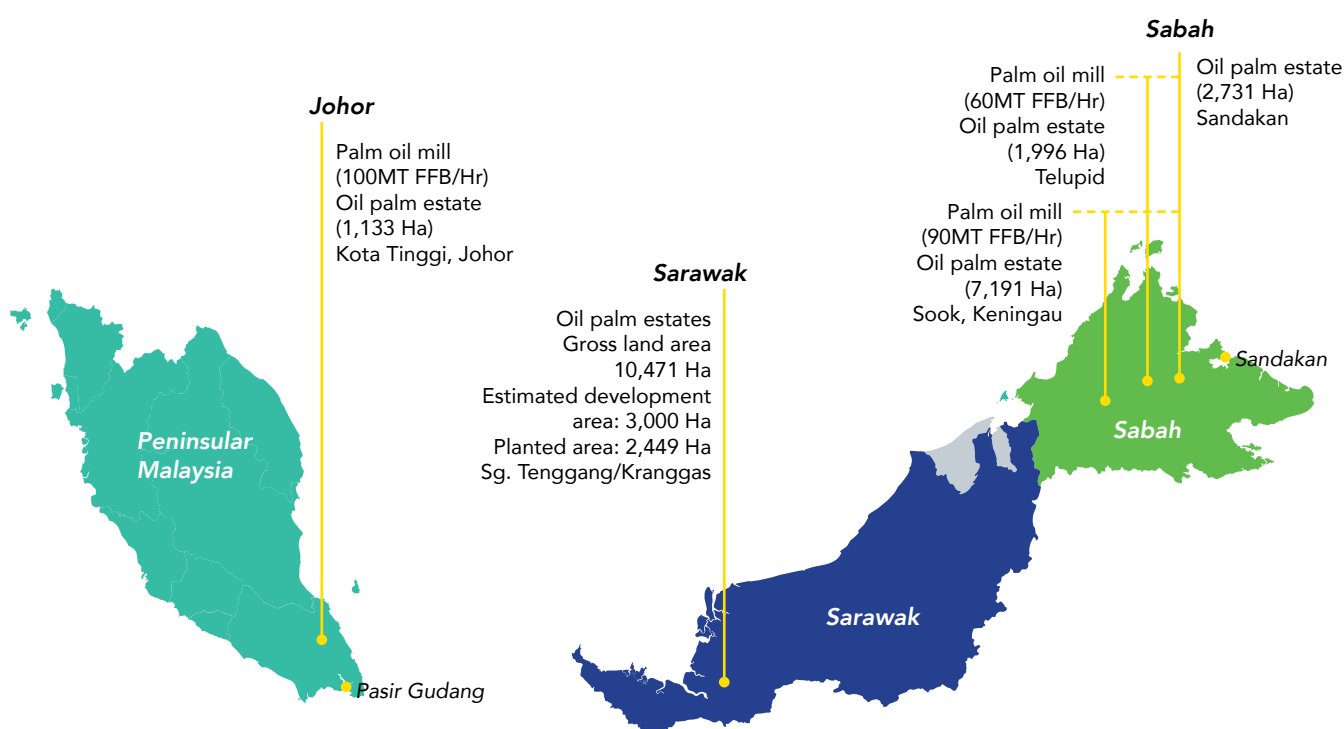 Johor
Palm oil mill
(100MT FFB/Hr)
Oil palm estate
(1,133 Ha)
Kota Tinggi, Johor
Peninsular
Malaysia
Pasir Gudang
Sarawak
Oil palm estates
Gross land area
10,471 Ha
Estimated development
area: 3,000 Ha
Planted area: 2,449 Ha
Sg. Tenggang/Kranggas
Sarawak
Sabah
Palm oil mill
(60MT FFB/Hr)
Oil palm estate
(1,996 Ha)
Telupid
Oil palm estate
(2,731 Ha)
Sandakan
Palm oil mill
(90MT FFB/Hr)
Oil palm estate
(7,191 Ha)
Sook, Keningau
Sandakan
Sabah